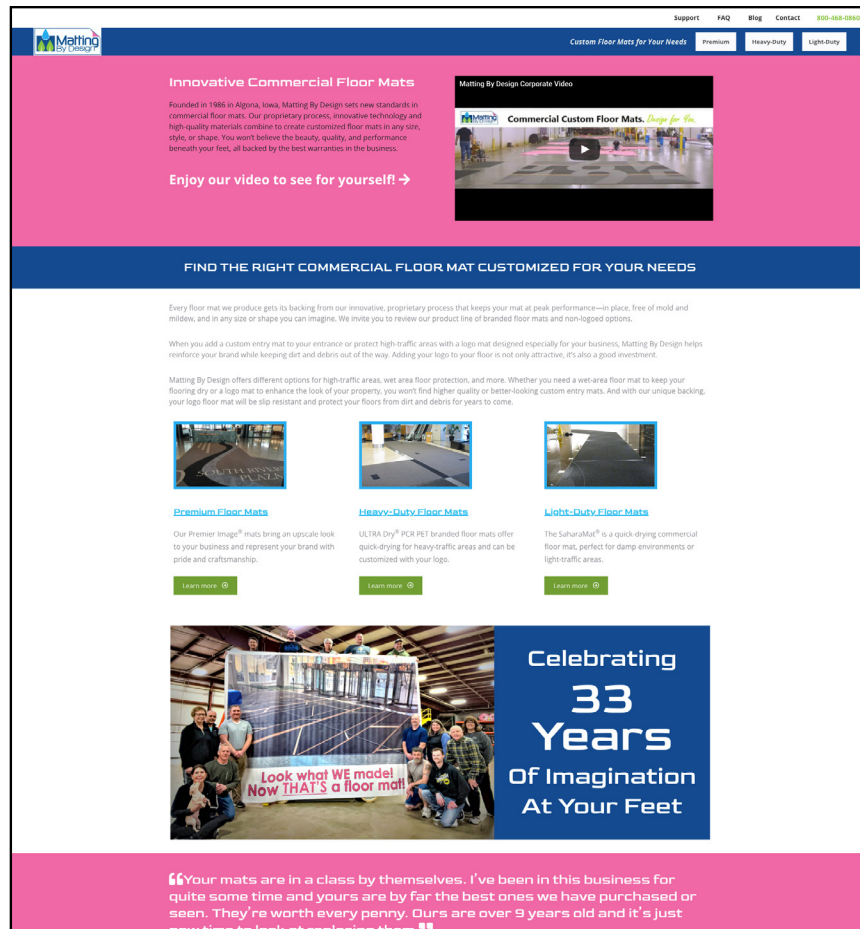 Support FAQ Blog Contact 800-468-0860
Matting
By Design
Custom Floor Mats for Your Needs Premium Heavy-Duty Light-Duty
Innovative Commercial Floor Mats
Founded in 1986 in Algona, Iowa, Matting By Design sets new standards in
commercial floor mats. Our proprietary process, innovative technology and
high-quality materials combine to create customized floor mats in any size,
style, or shape. You won't believe the beauty, quality, and performance
beneath your feet, all backed by the best warranties in the business.
Enjoy our video to see for yourself! →
Matting By Design Corporate Video
Matting
Commercial Custom Floor Mats. Design for You.
FIND THE RIGHT COMMERCIAL FLOOR MAT CUSTOMIZED FOR YOUR NEEDS
Every floor mat we produce gets its backing from our innovative, proprietary process that keeps your mat at peak performance—in place, free of mold and
mildew, and in any size or shape you can imagine. We invite you to review our product line of branded floor mats and non-logoed options.
When you add a custom entry mat to your entrance or protect high-traffic areas with a logo mat designed especially for your business, Matting By Design helps
reinforce your brand while keeping dirt and debris out of the way. Adding your logo to your floor is not only attractive, it's also a good investment.
Matting By Design offers different options for high-traffic areas, wet area floor protection, and more. Whether you need a wet-area floor mat to keep your
flooring dry or a logo mat to enhance the look of your property, you won't find higher quality or better-looking custom entry mats. And with our unique backing,
your logo floor mat will be slip resistant and protect your floors from dirt and debris for years to come.
SOUTH RIVER
PLAZA
Premium Floor Mats
Our Premier Image® mats bring an upscale look
to your business and represent your brand with
pride and craftsmanship.
Learn more
Heavy-Duty Floor Mats
ULTRA Dry® PCR PET branded floor mats offer
quick-drying for heavy-traffic areas and can be
customized with your logo.
Learn more
Light-Duty Floor Mats
The SaharaMat® is a quick-drying commercial
floor mat, perfect for damp environments or
light-traffic areas.
Learn more
Look what WE made!
Now THAT'S a floor mat!
Celebrating
33
Years
Of Imagination
At Your Feet
❝Your mats are in a class by themselves. I've been in this business for
quite some time and yours are by far the best ones we have purchased or
seen. They're worth every penny. Ours are over 9 years old and it's just
now time to look at replacing them.❞